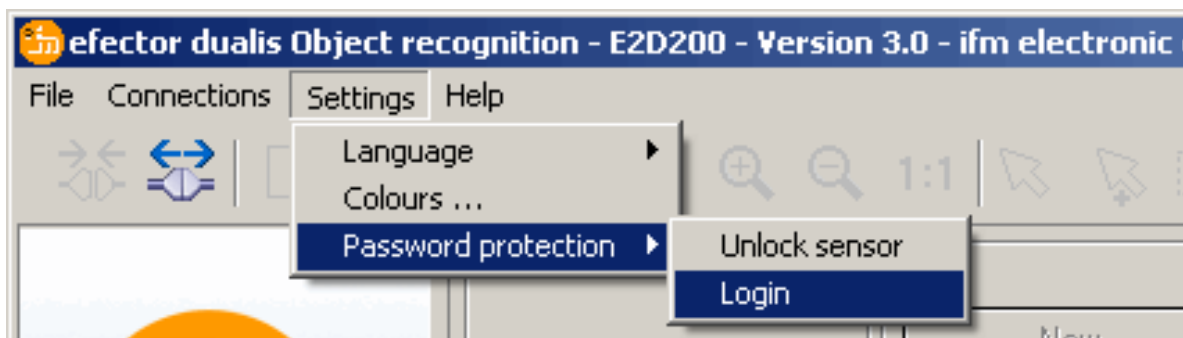 efector dualis Object recognition - E2D200 - Version 3.0 - ifm electronic
File Connections Settings Help
Language
Colours ...
1:1
Password protection
Unlock sensor
Login